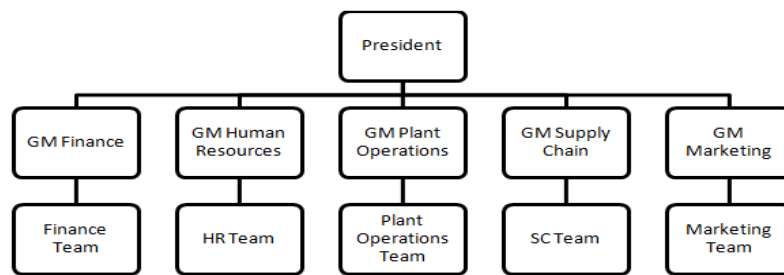 President
GM Finance
GM Human
Resources
GM Plant
Operations
GM Supply
Chain
GM
Marketing
Finance
Team
HR Team
Plant
Operations
Team
SC Team
Marketing
Team